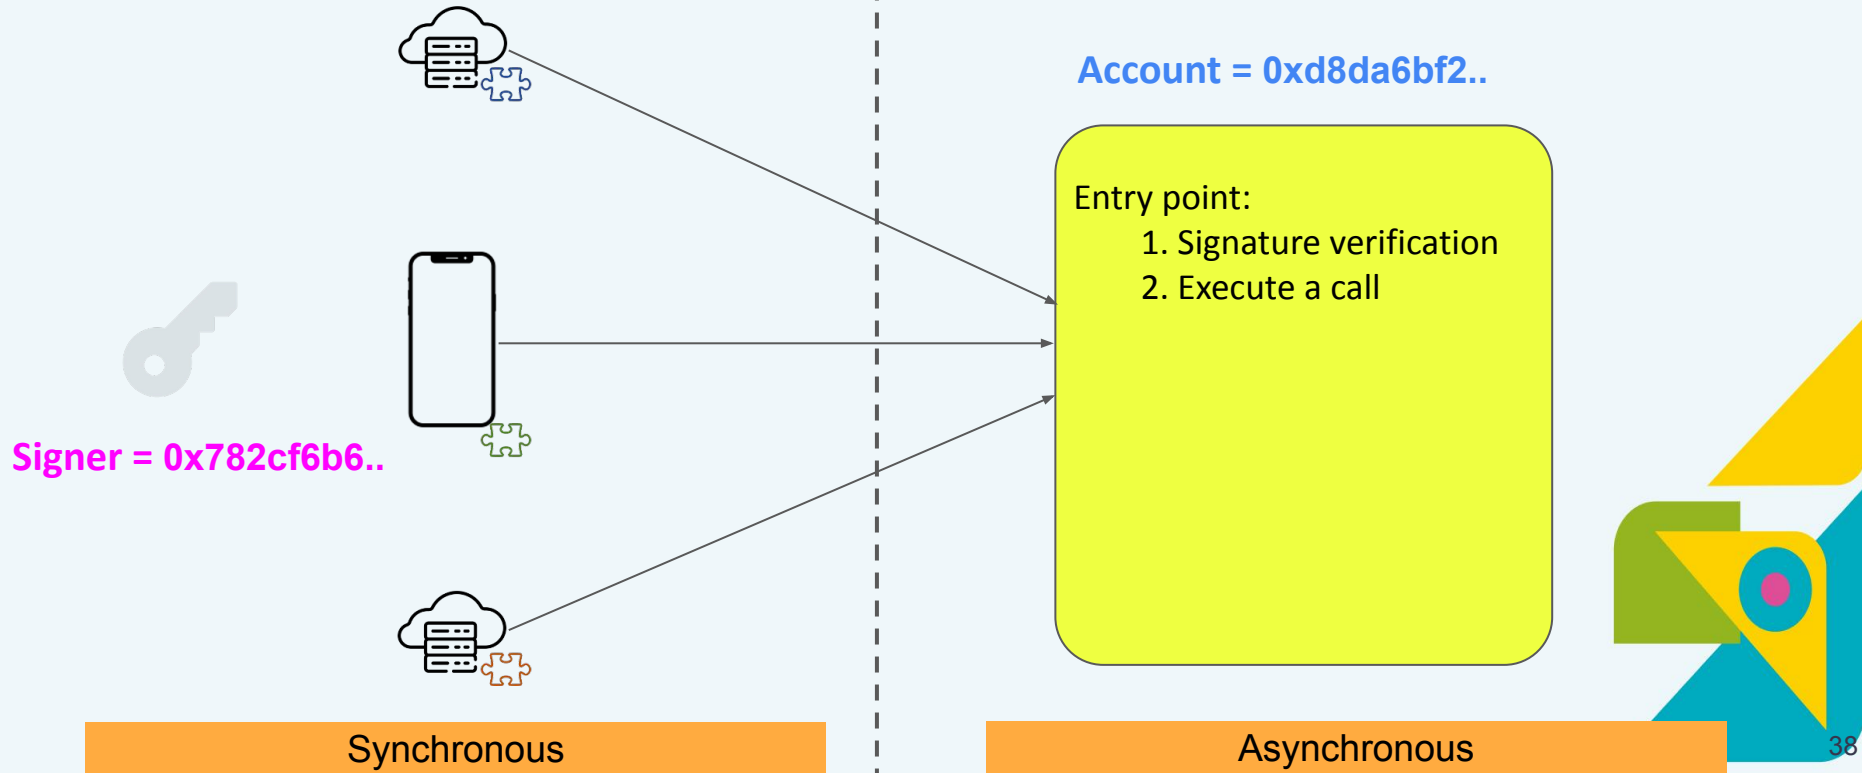 Account = 0xd8da6bf2..
Entry point:
1. Signature verification
2. Execute a call
Signer = 0x782cf6b6..
Synchronous
Asynchronous
38